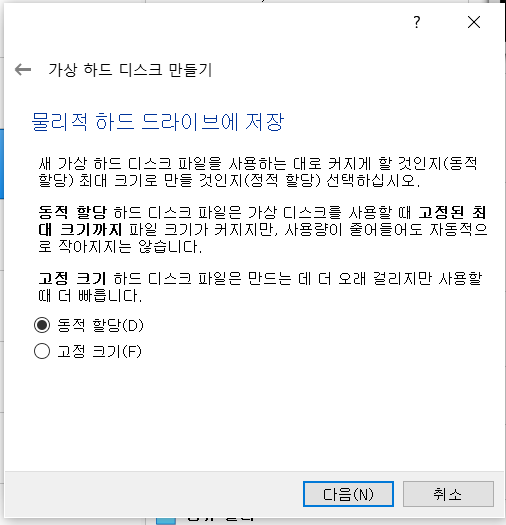 ?
가상 하드 디스크 만들기
물리적 하드 드라이브에 저장
새 가상 하드 디스크 파일을 사용하는 대로 커지게 할 것인지(동적
할당) 최대 크기로 만들 것인지(정적 할당) 선택하십시오.
동적 할당 하드 디스크 파일은 가상 디스크를 사용할 때 고정된 최
대 크기까지 파일 크기가 커지지만, 사용량이 줄어들어도 자동적으
로 작아지지는 않습니다.
고정 크기 하드 디스크 파일은 만드는 데 더 오래 걸리지만 사용할
때 더 빠릅니다.
동적 할당(D)
고정 크기(F)
다음(N) 취소